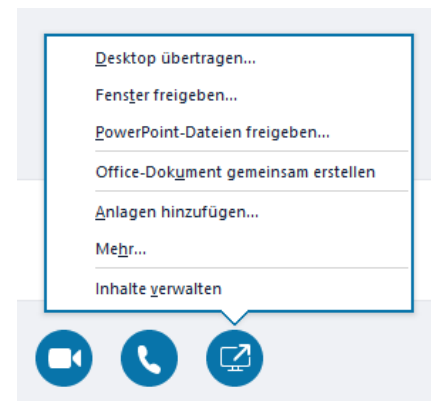 Desktop übertragen...
Fenster freigeben...
PowerPoint-Dateien freigeben...
Office-Dokument gemeinsam erstellen
Anlagen hinzufügen...
Mehr...
Inhalte verwalten